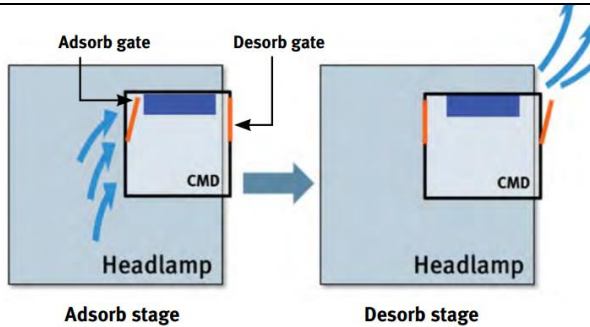 Adsorb gate
Desorb gate
CMD
CMD
Headlamp
Headlamp
Adsorb stage
Desorb stage